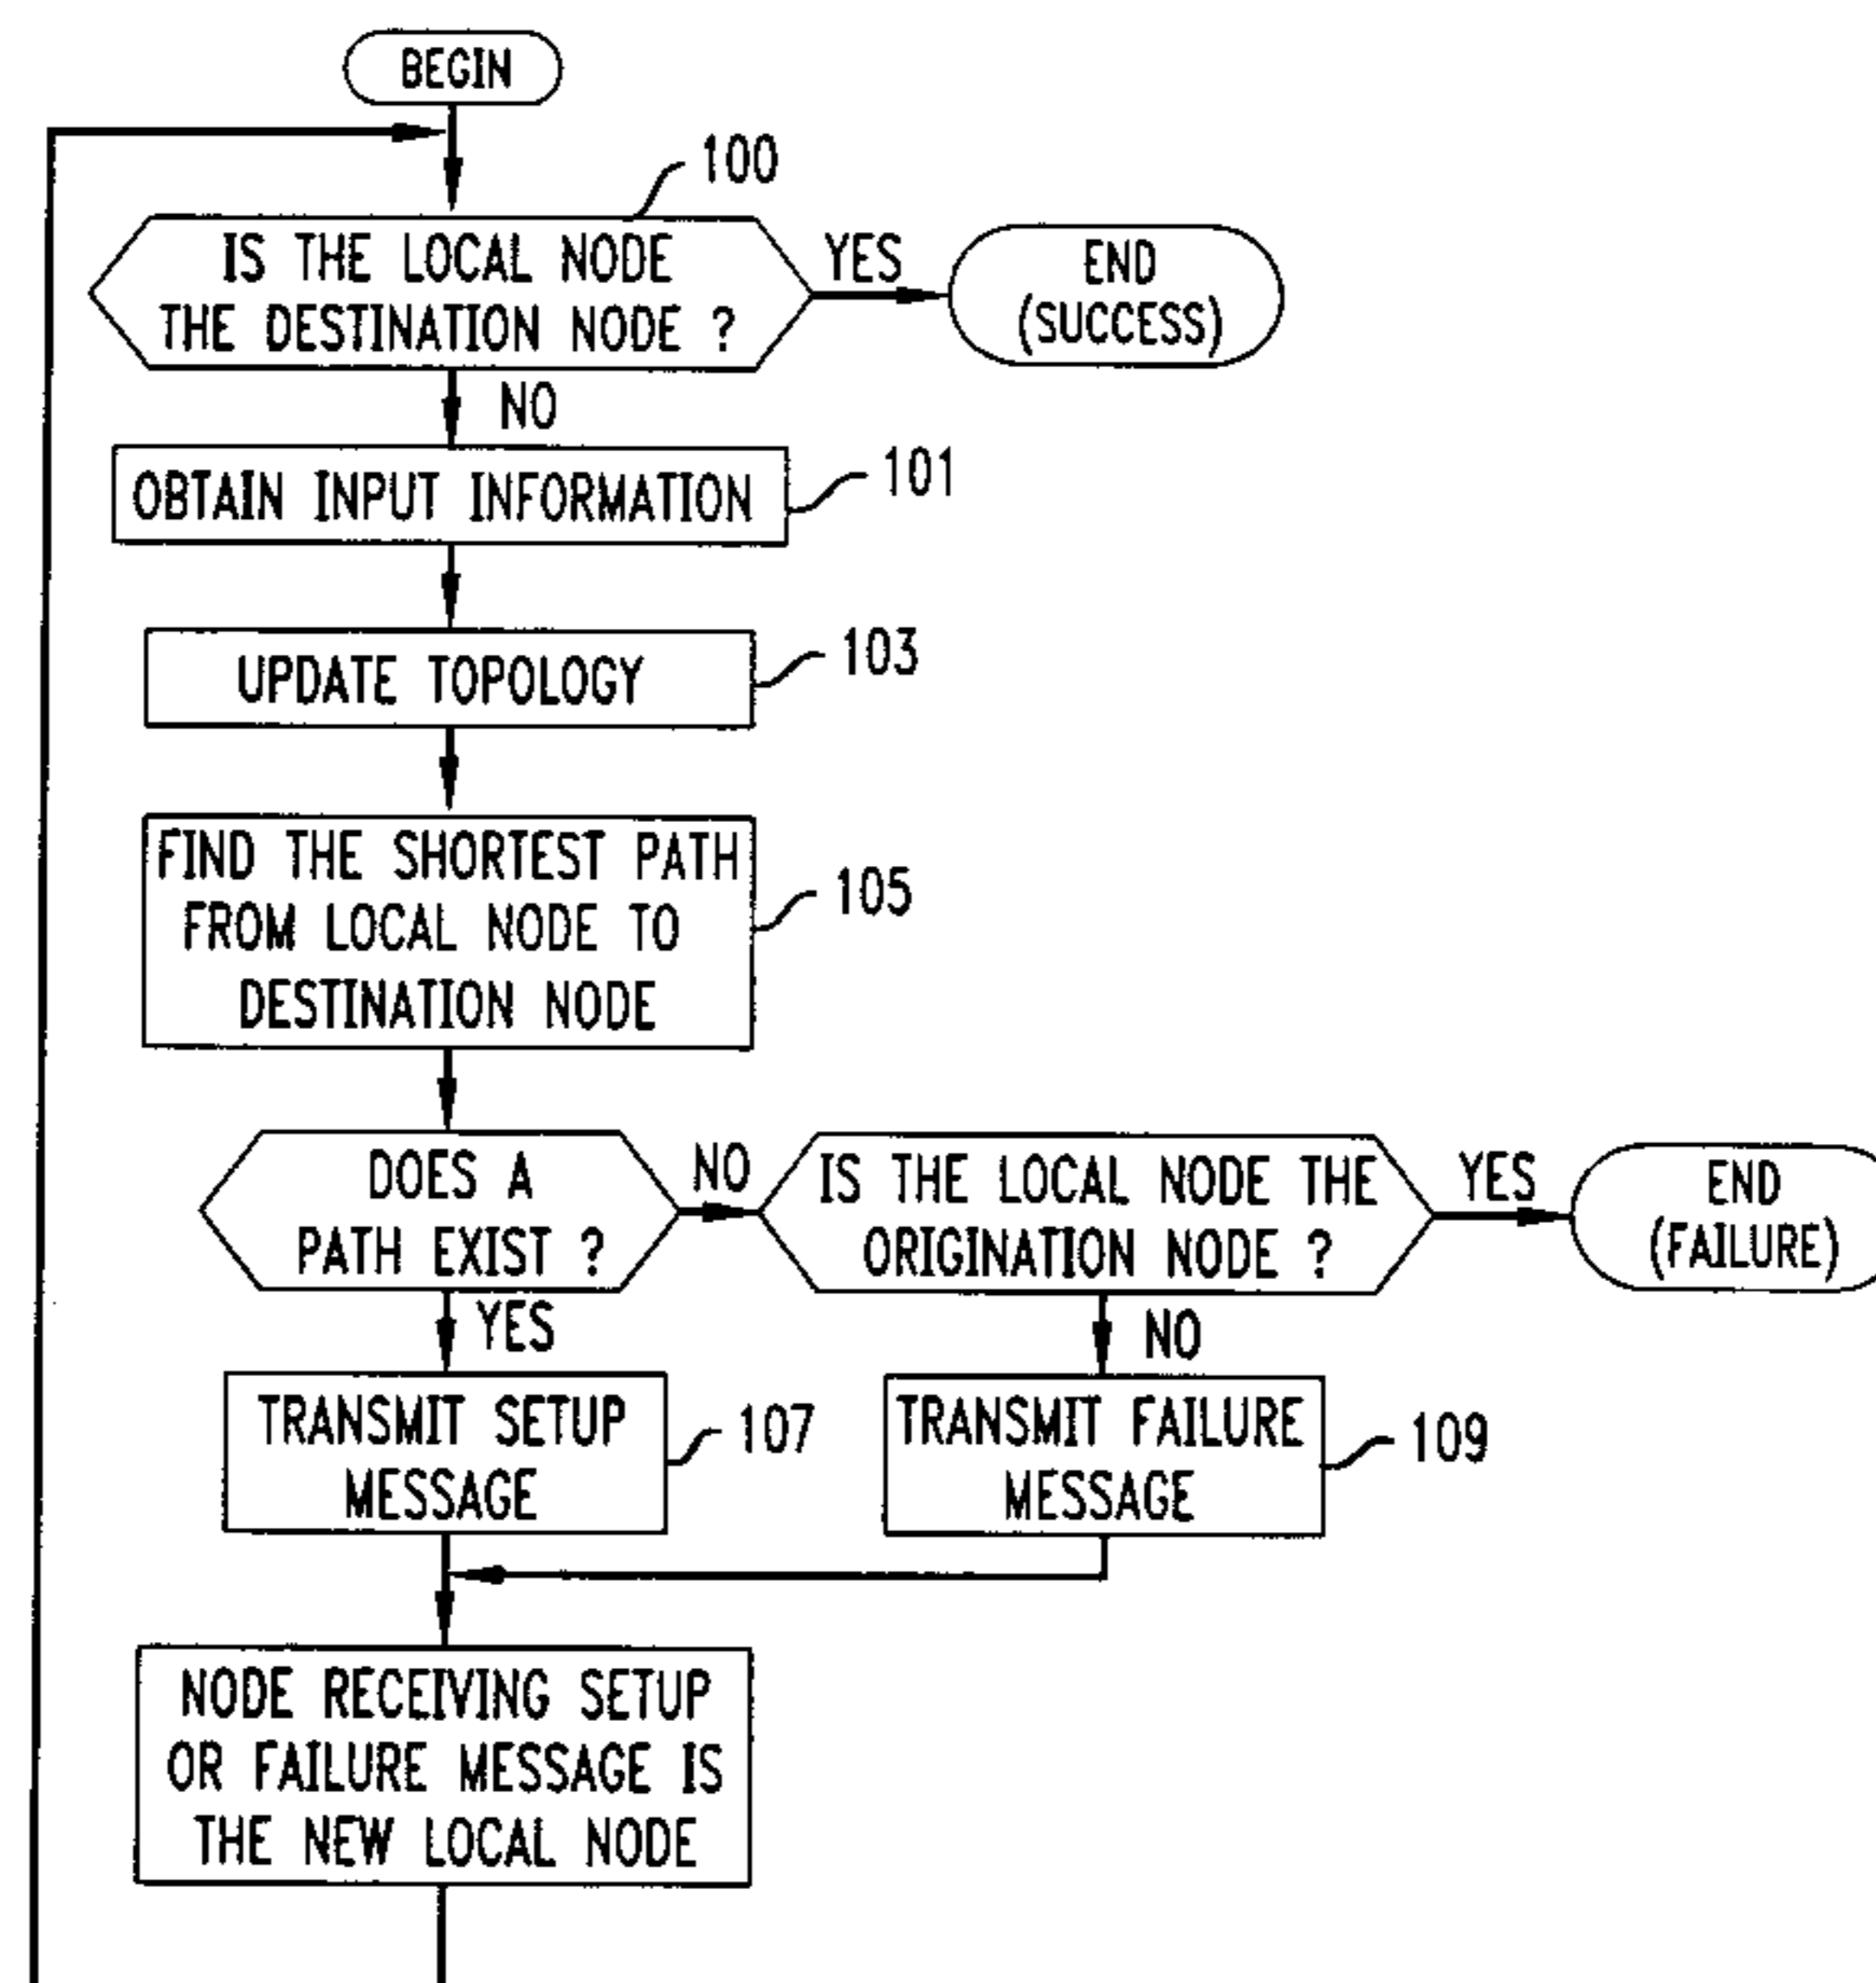 BEGIN
100
IS THE LOCAL NODE
THE DESTINATION NODE ?
YES
END
(SUCCESS)
NO
OBTAIN INPUT INFORMATION
101
UPDATE TOPOLOGY
103
FIND THE SHORTEST PATH
FROM LOCAL NODE TO
DESTINATION NODE
105
DOES A
PATH EXIST ?
NO
IS THE LOCAL NODE THE
ORIGINATION NODE ?
YES
END
(FAILURE)
YES
NO
TRANSMIT SETUP
MESSAGE
107
TRANSMIT FAILURE
MESSAGE
109
NODE RECEIVING SETUP
OR FAILURE MESSAGE IS
THE NEW LOCAL NODE